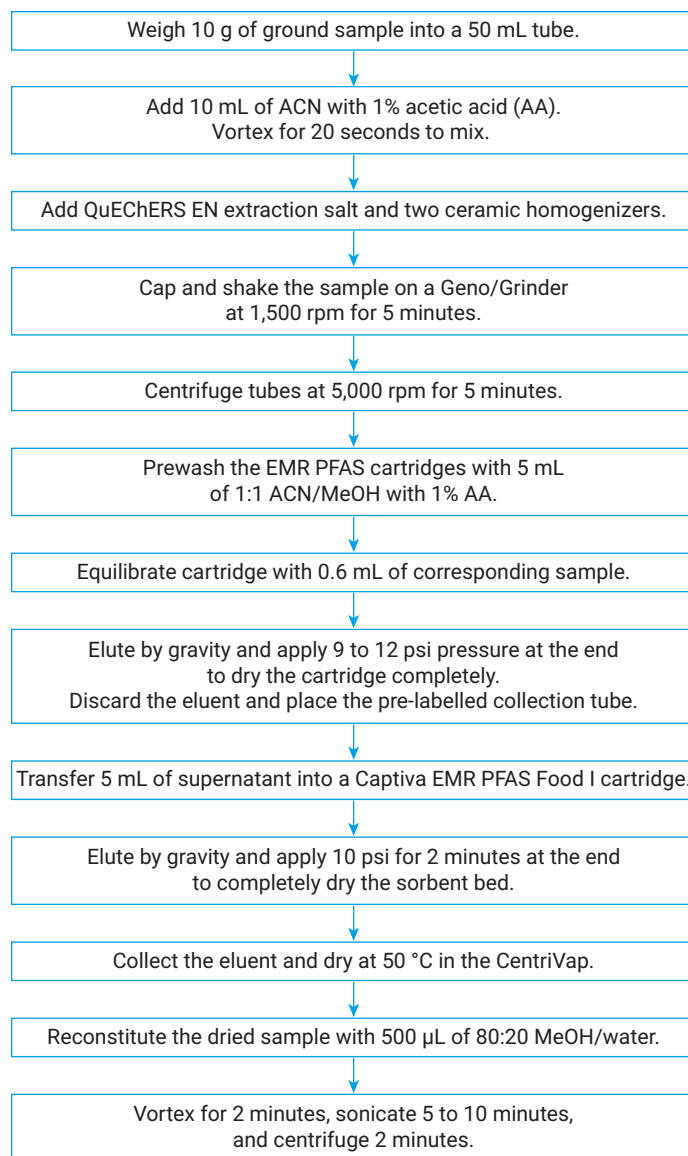 Weigh 10 g of ground sample into a 50 mL tube.
Add 10 mL of ACN with 1% acetic acid (AA).
Vortex for 20 seconds to mix.
Add QuEChERS EN extraction salt and two ceramic homogenizers.
Cap and shake the sample on a Geno/Grinder
at 1,500 rpm for 5 minutes.
Centrifuge tubes at 5,000 rpm for 5 minutes.
Prewash the EMR PFAS cartridges with 5 mL
of 1:1 ACN/MeOH with 1% AA.
Equilibrate cartridge with 0.6 mL of corresponding sample.
Elute by gravity and apply 9 to 12 psi pressure at the end
to dry the cartridge completely.
Discard the eluent and place the pre-labelled collection tube.
Transfer 5 mL of supernatant into a Captiva EMR PFAS Food I cartridge.
Elute by gravity and apply 10 psi for 2 minutes at the end
to completely dry the sorbent bed.
Collect the eluent and dry at 50 °C in the CentriVap.
Reconstitute the dried sample with 500 µL of 80:20 MeOH/water.
Vortex for 2 minutes, sonicate 5 to 10 minutes,
and centrifuge 2 minutes.